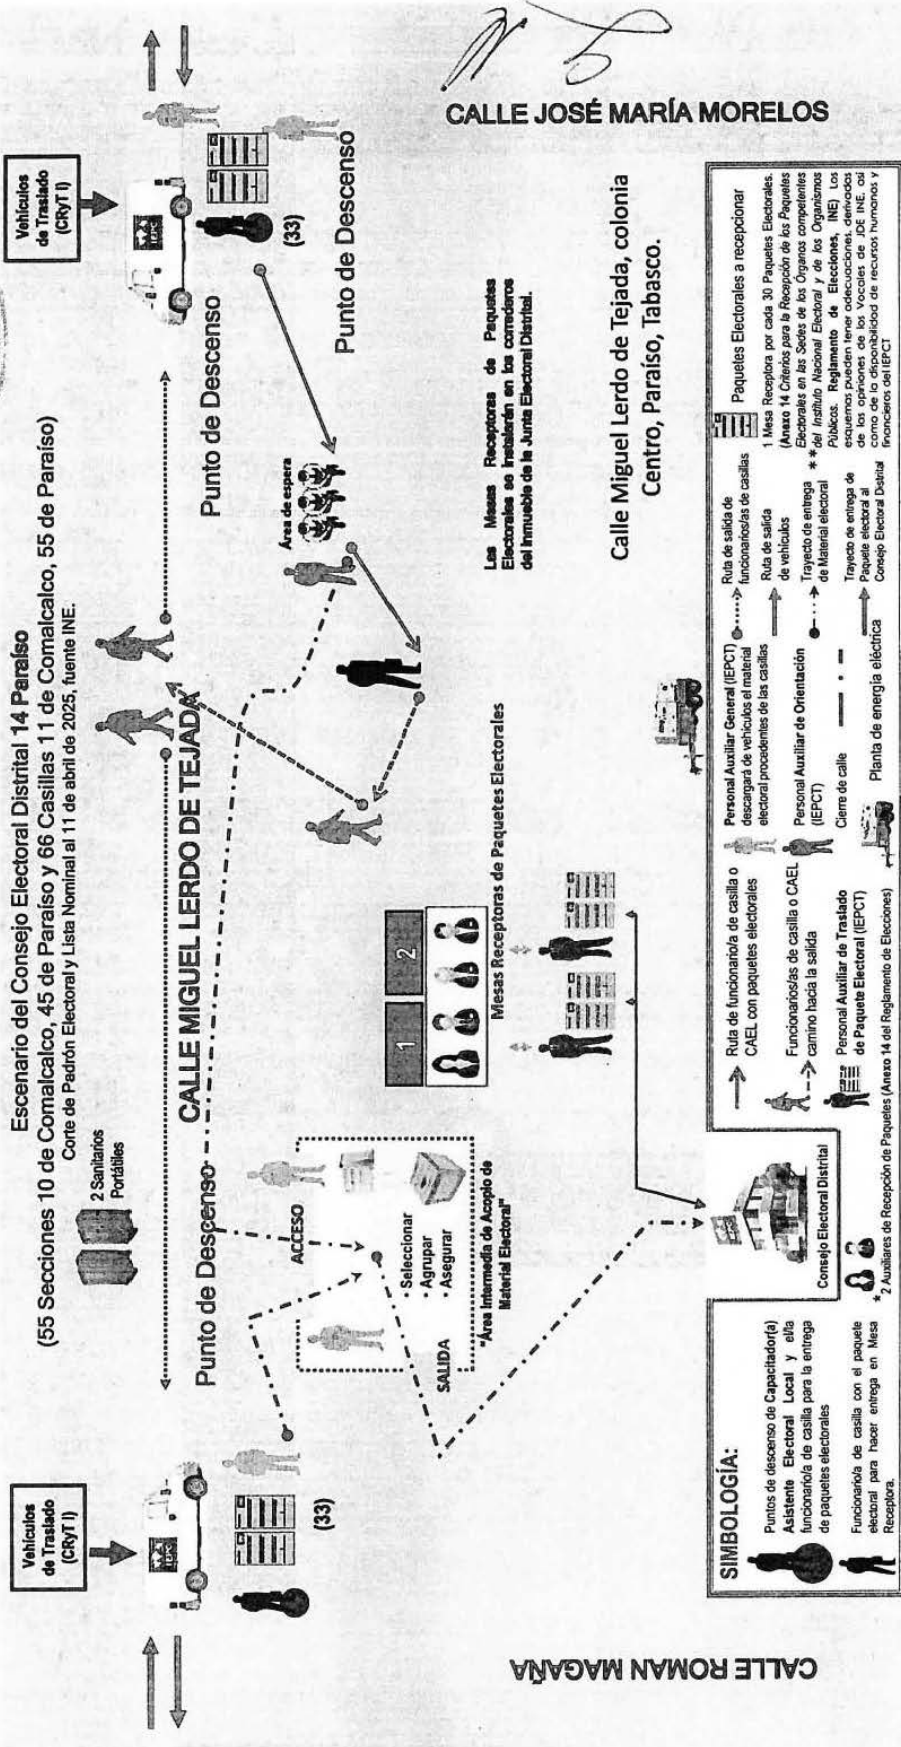 Escenario del Consejo Electoral Distrital 14 Paraíso
(55 Secciones 10 de Comalcalco, 45 de Paraíso y 66 Casillas 11 de Comalcalco, 55 de Paraíso)
Corte de Padrón Electoral y Lista Nominal al 11 de abril de 2025, fuente INE.
Vehículos
de Traslado
(CRyT I)
2 Sanitarios
Portátiles
Vehículos
de Traslado
(CRyT I)
CALLE MIGUEL LERDO DE TEJADA
Punto de Descenso
Punto de Descenso
(33)
(33)
Punto de Descenso
Área de espera
ACCESO
• Seleccionar
• Agrupar
• Asegurar
SALIDA
"Área Intermedia de Acopio de
Material Electoral"
1
2
Mesas Receptoras de Paquetes Electorales
Las Mesas Receptoras de Paquetes
Electorales se instalarán en los corredores
del inmueble de la Junta Electoral Distrital.
Calle Miguel Lerdo de Tejada, colonia
Centro, Paraíso, Tabasco.
CALLE ROMAN MAGAÑA
CALLE JOSÉ MARÍA MORELOS
Consejo Electoral Distrital
SIMBOLOGÍA:
Puntos de descenso de Capacitador(a)
Asistente Electoral Local y el/la
funcionario/a de casilla para la entrega
de paquetes electorales
Funcionario/a de casilla con el paquete
electoral para hacer entrega en Mesa
Receptora.
*
2 Auxiliares de Recepción de Paquetes (Anexo 14 del Reglamento de Elecciones)
Ruta de funcionario/a de casilla o
CAEL con paquetes electorales
Funcionarios/as de casilla o CAEL
camino hacia la salida
Personal Auxiliar de Traslado
de Paquete Electoral (IEPCT)
Personal Auxiliar General (IEPCT)
descargará de vehículos el material
electoral procedentes de las casillas
Personal Auxiliar de Orientación
(IEPCT)
Cierre de calle
Planta de energía eléctrica
Ruta de salida de
funcionarios/as de casillas
Ruta de salida
de vehículos
Trayecto de entrega
de Material electoral
Trayecto de entrega de
Paquete electoral al
Consejo Electoral Distrital
Paquetes Electorales a recepcionar
**
1 Mesa Receptora por cada 30 Paquetes Electorales.
(Anexo 14 Criterios para la Recepción de los Paquetes
Electorales en las Sedes de los Órganos competentes
del Instituto Nacional Electoral y de los Organismos
Públicos. Reglamento de Elecciones, INE) Los
esquemas pueden tener adecuaciones, derivados
de las opiniones de los Vocales de JDE INE, así
como de la disponibilidad de recursos humanos y
financieros del IEPCT